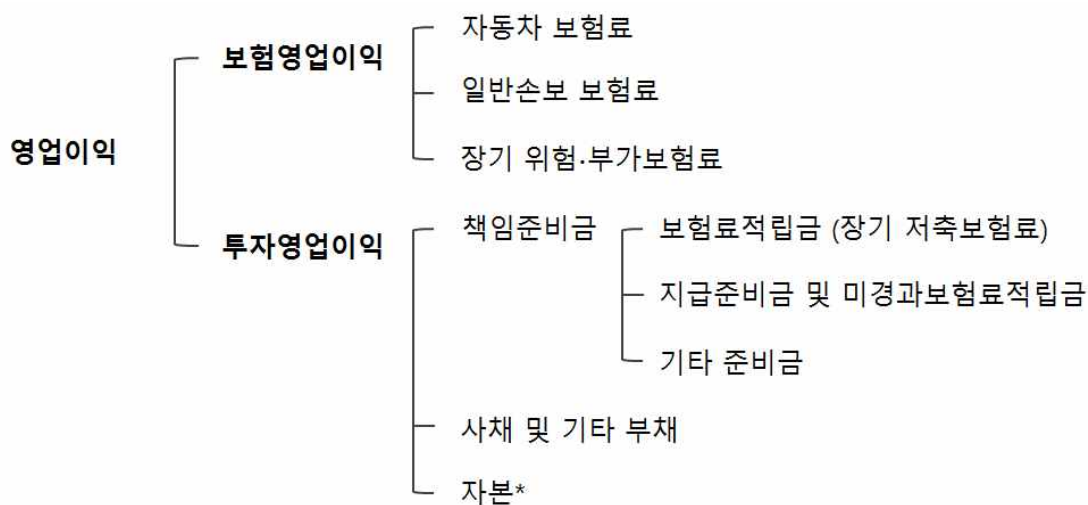 자동차 보험료
보험영업이익
일반손보 보험료
영업이익
장기 위험·부가보험료
책임준비금
보험료적립금 (장기 저축보험료)
투자영업이익
지급준비금 및 미경과보험료적립금
기타 준비금
사채 및 기타 부채
자본*